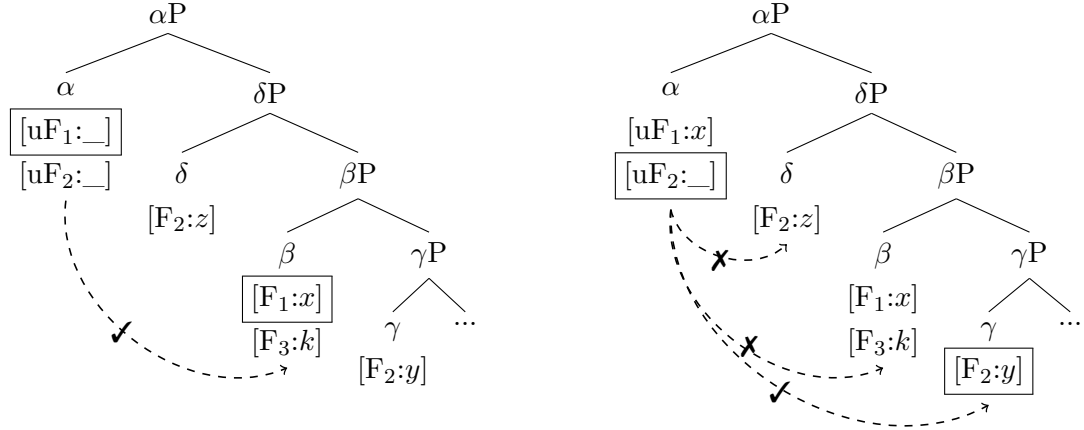 αP
α
[uF₁:_]
[uF₂:_]
δP
δ
[F₂:z]
βP
β
[F₁:x]
[F₃:k]
γP
γ
[F₂:y]
...
✓
αP
α
[uF₁:x]
[uF₂:_]
δP
δ
[F₂:z]
βP
β
[F₁:x]
[F₃:k]
γP
γ
[F₂:y]
...
✗
✗
✓